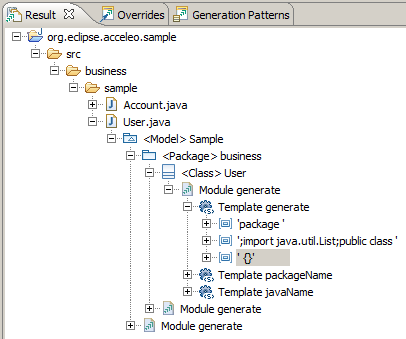 Result Overrides Generation Patterns
org.eclipse.acceleo.sample
src
business
sample
Account.java
User.java
<Model> Sample
<Package> business
<Class> User
Module generate
Template generate
'package '
';import java.util.List;public class '
' {}'
Template packageName
Template javaName
Module generate
Module generate